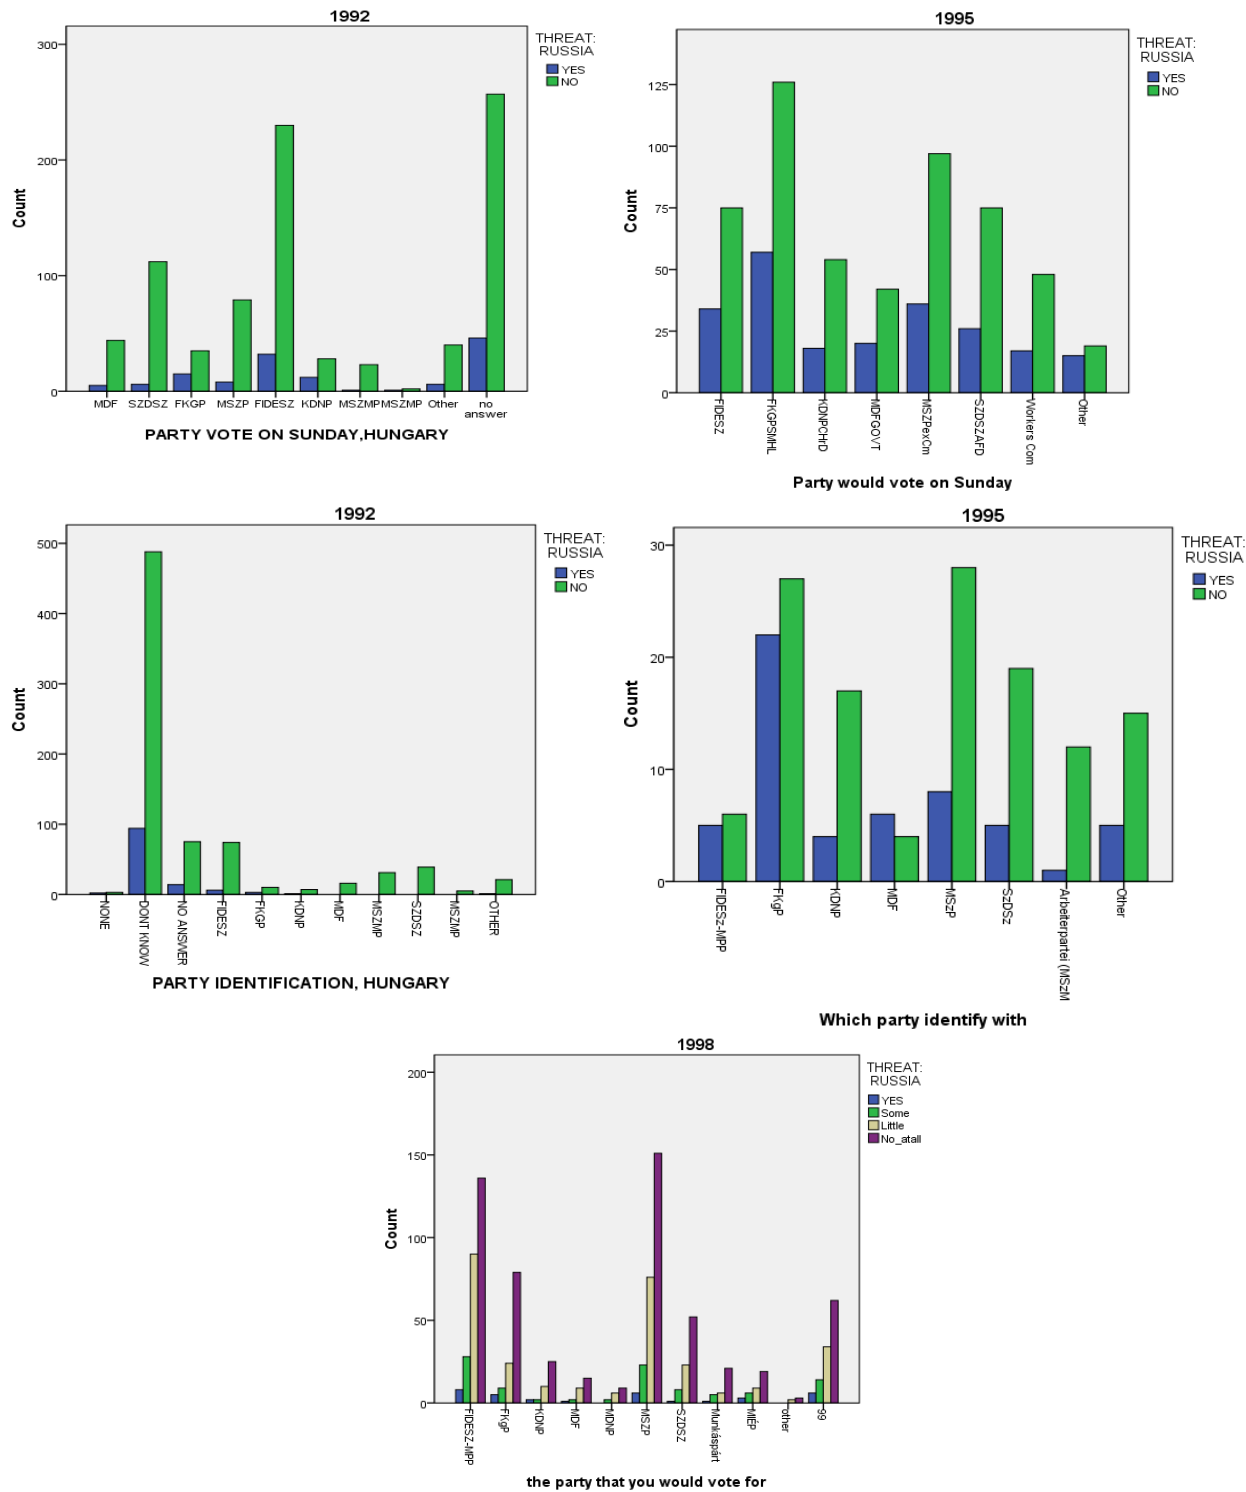 1992
THREAT:
RUSSIA
YES
NO
300
200
100
0
Count
MDF SZDSZ FKGP MSZP FIDESZ KDNP MSZMP MSZMP Other no
answer
PARTY VOTE ON SUNDAY,HUNGARY
1995
THREAT:
RUSSIA
YES
NO
125
100
75
50
25
0
Count
FIDESZ
FKGPSMHL
KDNPCHrD
MDFGOVT
MSZPexCm
SZDSZAFD
Workers Com
Other
Party would vote on Sunday
1992
THREAT:
RUSSIA
YES
NO
500
400
300
200
100
0
Count
NONE
DONT KNOW
NO ANSWER
FIDESZ
FKGP
KDNP
MDF
MSZMP
SZDSZ
MSZMP
OTHER
PARTY IDENTIFICATION, HUNGARY
1995
THREAT:
RUSSIA
YES
NO
30
20
10
0
Count
FIDESz-MPP
FKgP
KDNP
MDF
MSzP
SzDSz
Arbeiterpartei (MSzM
Other
Which party identify with
1998
THREAT:
RUSSIA
YES
Some
Little
No_atall
200
150
100
50
0
Count
FIDESZ-MPP
FKgP
KDNP
MDF
MDNP
MSZP
SZDSZ
Munkáspárt
MIÉP
other
99
the party that you would vote for